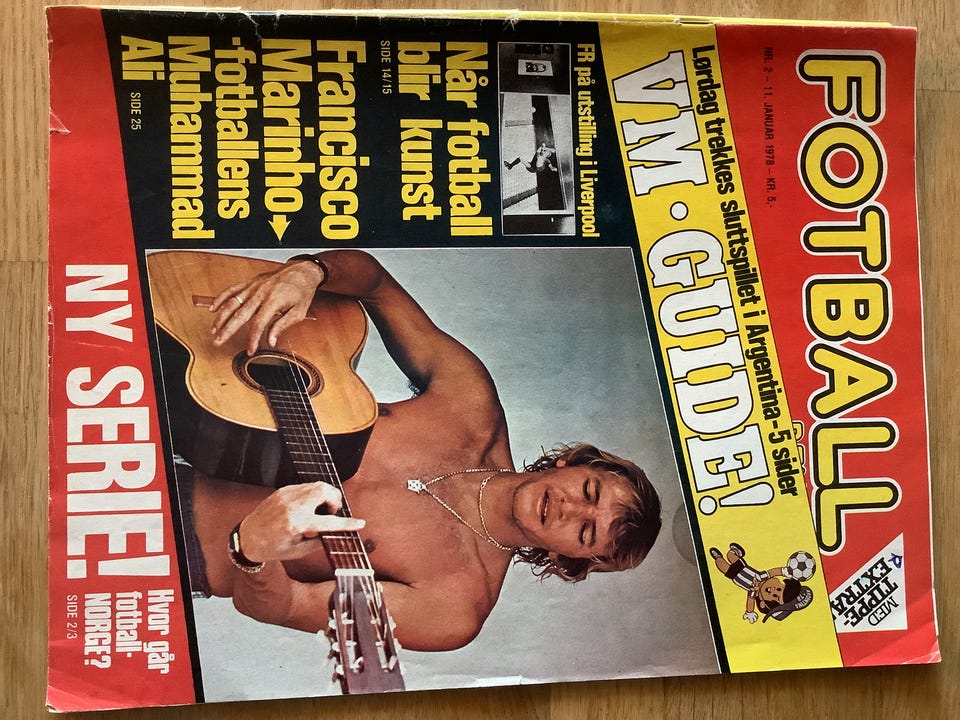 FOTBALL
MED
TIPPE-
EXTRA
NR. 2 – 11. JANUAR 1978 – KR. 5,-
Lørdag trekkes sluttspillet i Argentina-5 sider
VM·GUIDE!
FR på utstilling i Liverpool
Når fotball
blir kunst
SIDE 14/15
Francisco
Marinho
-fotballens
Muhammad
Ali
SIDE 25
NY SERIE!
Hvor går
fotball-
NORGE?
SIDE 2/3